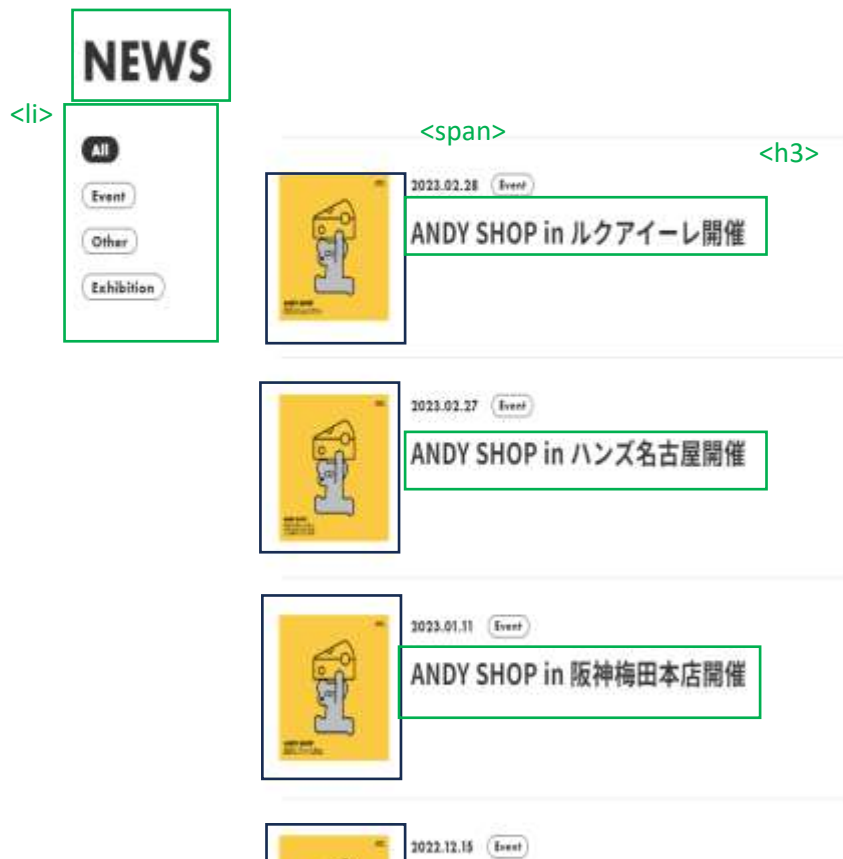 NEWS
<li>
All
Event
Other
Exhibition
<span>
<h3>
2023.02.28 Event
ANDY SHOP in ルクアイーレ開催
2023.02.27 Event
ANDY SHOP in ハンズ名古屋開催
2023.01.11 Event
ANDY SHOP in 阪神梅田本店開催
2022.12.15 Event